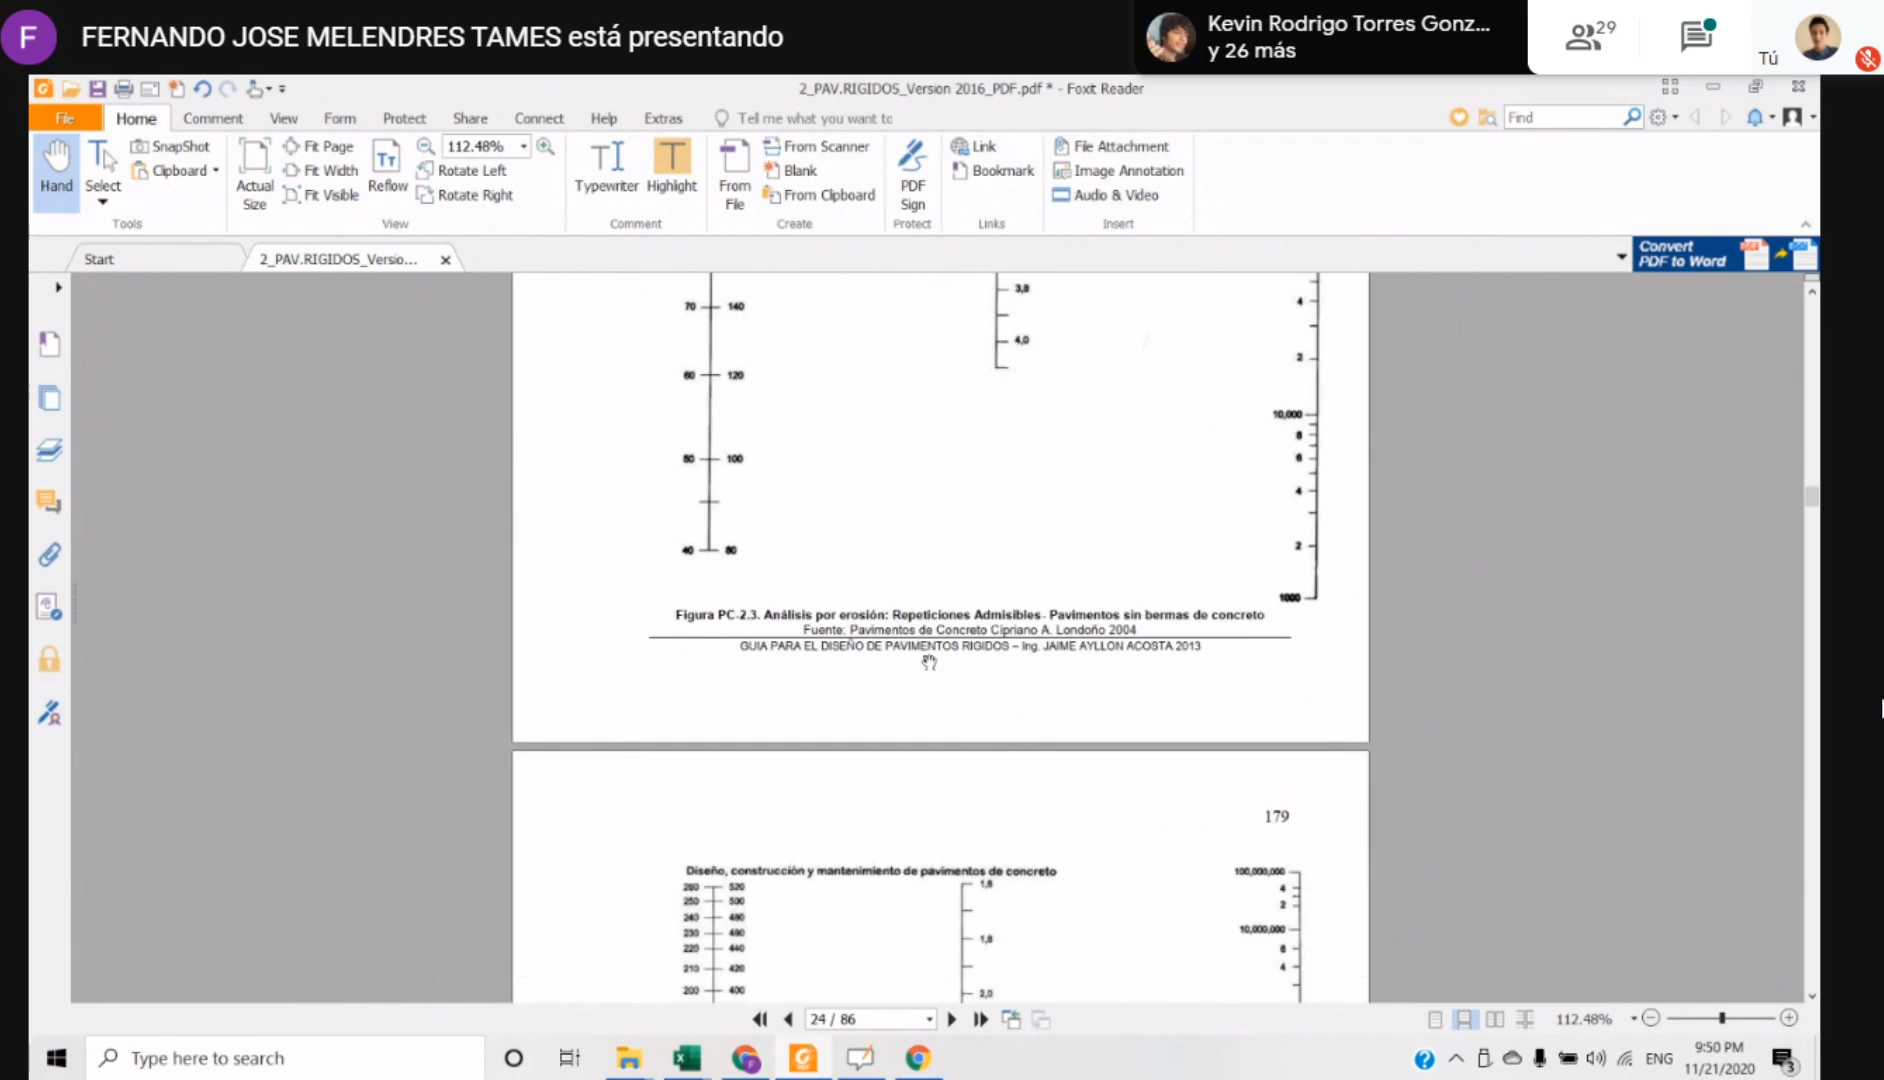 F
FERNANDO JOSE MELENDRES TAMES está presentando
Kevin Rodrigo Torres Gonz...
y 26 más
29
Tú
2_PAV.RIGIDOS_Version 2016_PDF.pdf * - Foxit Reader
File Home Comment View Form Protect Share Connect Help Extras Tell me what you want to
Find
Hand
Select
SnapShot
Clipboard
Tools
Actual Size
Fit Page
Fit Width
Fit Visible
Reflow
112.48%
Rotate Left
Rotate Right
View
Typewriter
Highlight
Comment
From File
From Scanner
Blank
From Clipboard
Create
PDF Sign
Protect
Link
Bookmark
Links
File Attachment
Image Annotation
Audio & Video
Insert
Start
2_PAV.RIGIDOS_Versio...
Convert
PDF to Word
70 140
60 120
50 100
40 80
3,8
4,0
4
2
10,000
8
6
4
2
1000
Figura PC-2.3. Análisis por erosión: Repeticiones Admisibles- Pavimentos sin bermas de concreto
Fuente: Pavimentos de Concreto Cipriano A. Londoño 2004
GUIA PARA EL DISEÑO DE PAVIMENTOS RIGIDOS – Ing. JAIME AYLLON ACOSTA 2013
179
Diseño, construcción y mantenimiento de pavimentos de concreto
260 520
250 500
240 480
230 460
220 440
210 420
200 400
1,6
1,8
2,0
100,000,000
4
2
10,000,000
6
4
24 / 86
112.48%
Type here to search
ENG
9:50 PM
11/21/2020
3